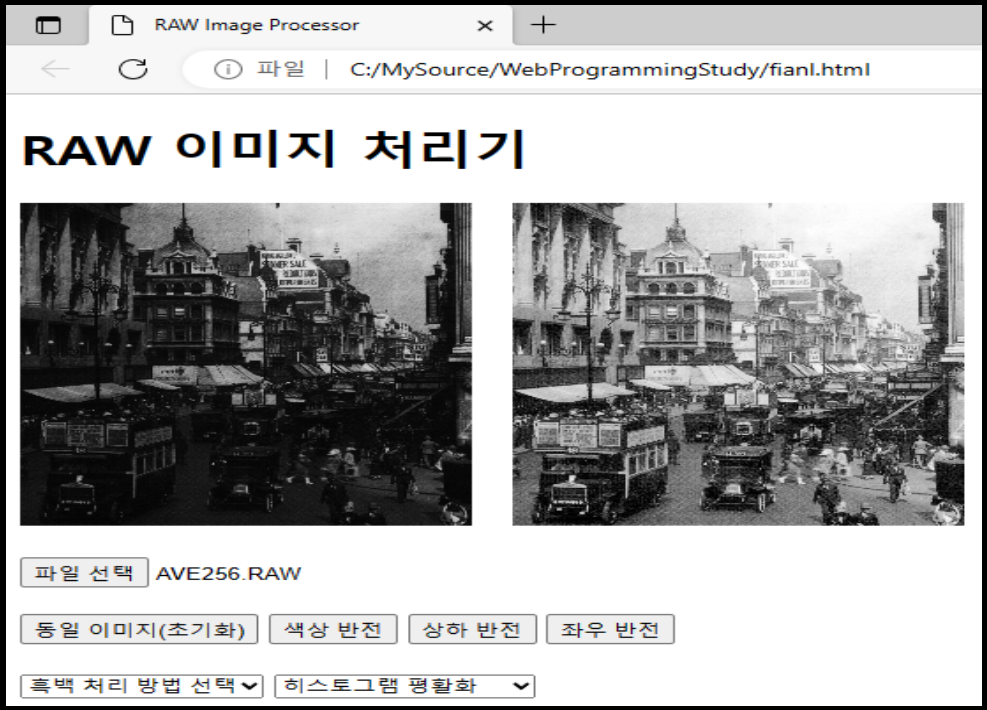 RAW Image Processor
파일 | C:/MySource/WebProgrammingStudy/fianl.html
RAW 이미지 처리기
파일 선택 AVE256.RAW
동일 이미지(초기화) 색상 반전 상하 반전 좌우 반전
흑백 처리 방법 선택 히스토그램 평활화